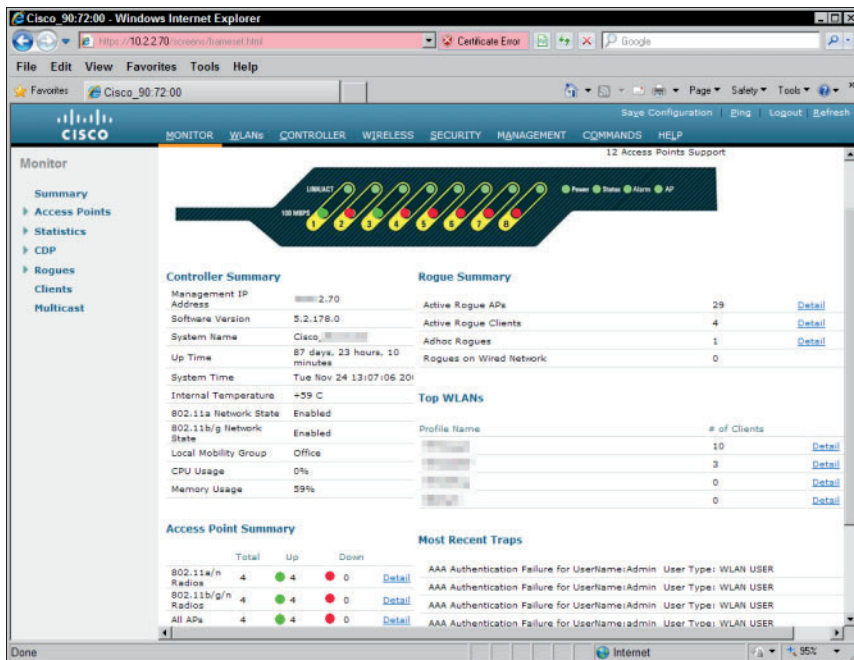 Cisco_90:72:00 - Windows Internet Explorer
https://10.2.2.70/screens/frameset.html
Certificate Error
Google
File Edit View Favorites Tools Help
Favorites
Cisco_90:72:00
Page Safety Tools
Save Configuration Ping Logout Refresh
CISCO
MONITOR WLANs CONTROLLER WIRELESS SECURITY MANAGEMENT COMMANDS HELP
Monitor
Summary
Access Points
Statistics
CDP
Rogues
Clients
Multicast
12 Access Points Support
LINK/ACT
Power Status Alarm AP
100 MBPS
1 2 3 4 5 6 7 8
Controller Summary
Management IP Address 2.70
Software Version 5.2.178.0
System Name Cisco_
Up Time 87 days, 23 hours, 10 minutes
System Time Tue Nov 24 13:07:06 20
Internal Temperature +59 C
802.11a Network State Enabled
802.11b/g Network State Enabled
Local Mobility Group Office
CPU Usage 0%
Memory Usage 59%
Rogue Summary
Active Rogue APs 29 Detail
Active Rogue Clients 4 Detail
Adhoc Rogues 1 Detail
Rogues on Wired Network 0
Top WLANs
Profile Name # of Clients
10 Detail
3 Detail
0 Detail
0 Detail
Access Point Summary
Total Up Down
802.11a/n Radios 4 4 0 Detail
802.11b/g/n Radios 4 4 0 Detail
All APs 4 4 0 Detail
Most Recent Traps
AAA Authentication Failure for UserName:Admin User Type: WLAN USER
AAA Authentication Failure for UserName:Admin User Type: WLAN USER
AAA Authentication Failure for UserName:admin User Type: WLAN USER
AAA Authentication Failure for UserName:admin User Type: WLAN USER
Done
Internet
95%